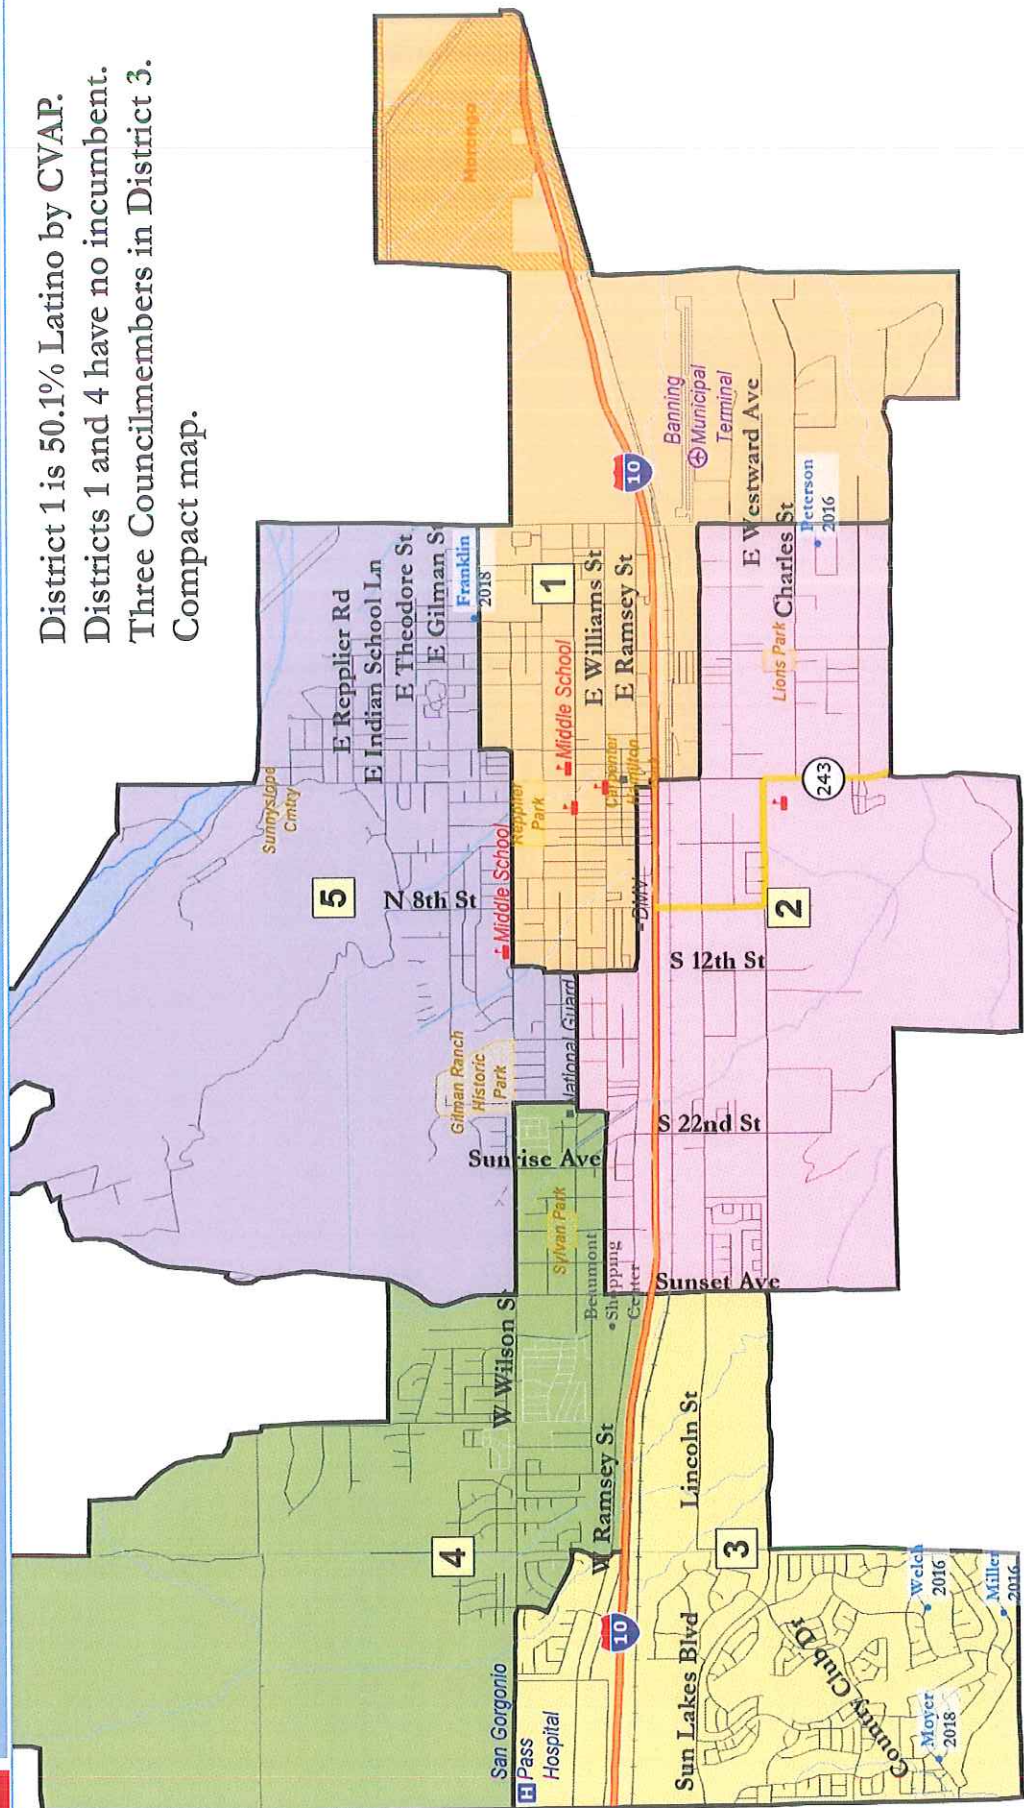 District 1 is 50.1% Latino by CVAP.
Districts 1 and 4 have no incumbent.
Three Councilmembers in District 3.
Compact map.
Morongo
Sunnyslope
Cmtry
E Repplier Rd
E Indian School Ln
E Theodore St
E Gilman St
Franklin
2018
5
N 8th St
Middle School
Repplier
Park
Middle School
1
E Williams St
E Ramsey St
Carpenter
Hamilton
DMV
10
Banning
Municipal
Terminal
E Westward Ave
Charles St
Peterson
2016
Lions Park
243
2
S 12th St
S 22nd St
Sunset Ave
Gilman Ranch
Historic
Park
National Guard
Sunrise Ave
Sylvan Park
Beaumont
Shopping
Center
W Wilson St
W Ramsey St
4
Lincoln St
3
San Gorgonio
H Pass
Hospital
10
Sun Lakes Blvd
Country Club Dr
Welch
2016
Miller
2016
Moyer
2018